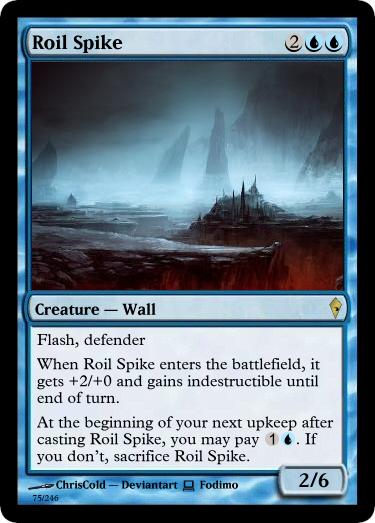 Roil Spike 2
Creature — Wall
Flash, defender
When Roil Spike enters the battlefield, it
gets +2/+0 and gains indestructible until
end of turn.
At the beginning of your next upkeep after
casting Roil Spike, you may pay 1 . If
you don't, sacrifice Roil Spike.
2/6
ChrisCold — Deviantart Fodimo
75/246